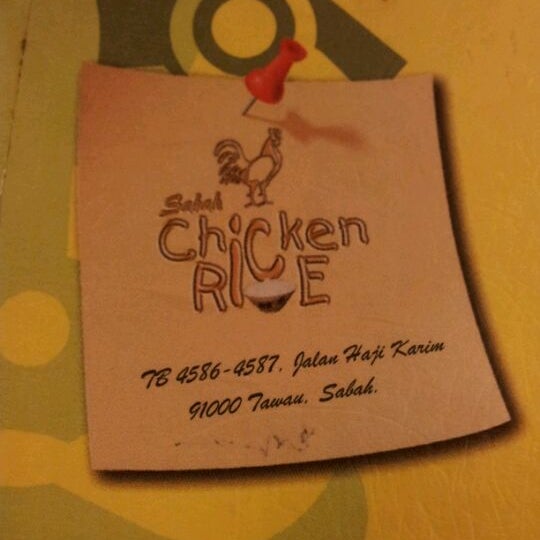 Sabah
Chicken
RICE
TB 4586-4587, Jalan Haji Karim
91000 Tawau, Sabah.